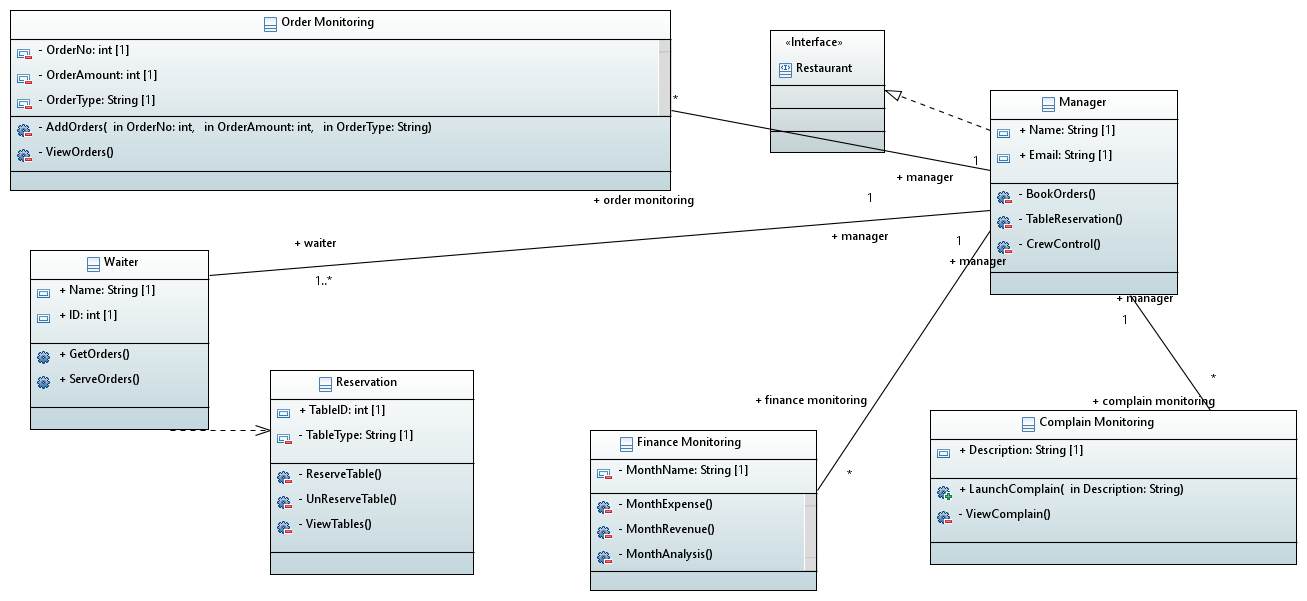 Order Monitoring
- OrderNo: int [1]
- OrderAmount: int [1]
- OrderType: String [1]
- AddOrders( in OrderNo: int, in OrderAmount: int, in OrderType: String)
- ViewOrders()
«Interface»
Restaurant
Manager
+ Name: String [1]
+ Email: String [1]
- BookOrders()
- TableReservation()
- CrewControl()
*
1
+ manager
+ order monitoring
1
+ manager
+ waiter
1..*
1
+ manager
+ manager
1
Waiter
+ Name: String [1]
+ ID: int [1]
+ GetOrders()
+ ServeOrders()
Reservation
+ TableID: int [1]
- TableType: String [1]
- ReserveTable()
- UnReserveTable()
- ViewTables()
+ finance monitoring
*
Finance Monitoring
- MonthName: String [1]
- MonthExpense()
- MonthRevenue()
- MonthAnalysis()
*
+ complain monitoring
Complain Monitoring
+ Description: String [1]
+ LaunchComplain( in Description: String)
- ViewComplain()